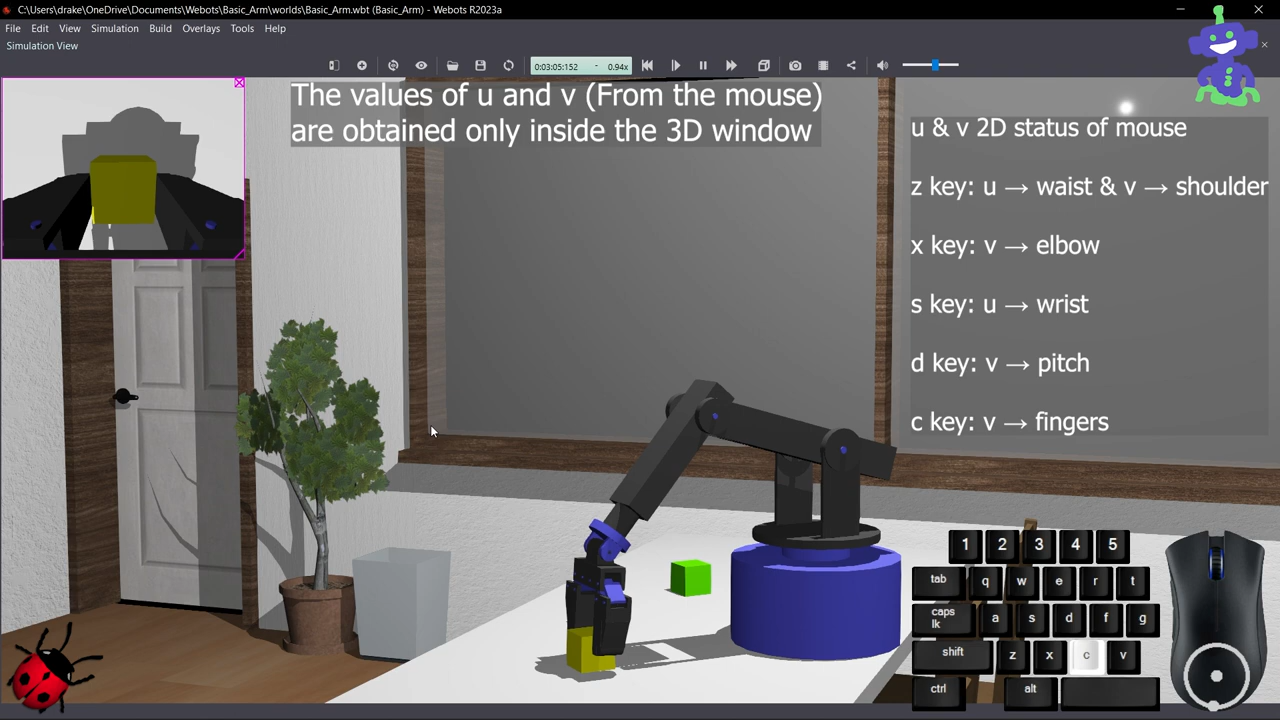 C:\Users\drake\OneDrive\Documents\Webots\Basic_Arm\worlds\Basic_Arm.wbt (Basic_Arm) - Webots R2023a
File Edit View Simulation Build Overlays Tools Help
Simulation View
0:03:05:152 - 0.94x
The values of u and v (From the mouse)
are obtained only inside the 3D window
u & v 2D status of mouse
z key: u → waist & v → shoulder
x key: v → elbow
s key: u → wrist
d key: v → pitch
c key: v → fingers
1 2 3 4 5
tab q w e r t
caps lk a s d f g
shift z x c v
ctrl alt